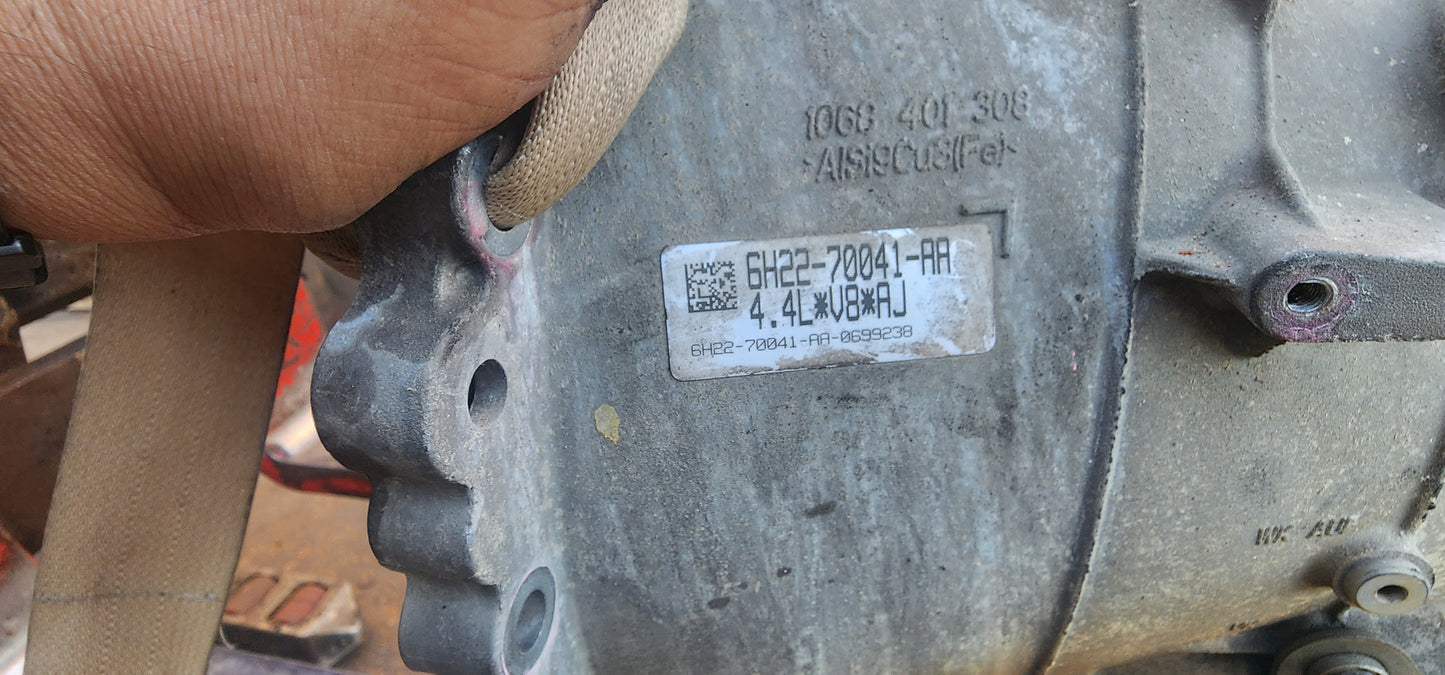 1068 401 308
>AlSi9Cu3(Fe)<
6H22-70041-AA
4.4L*V8*AJ
6H22-70041-AA-0699238